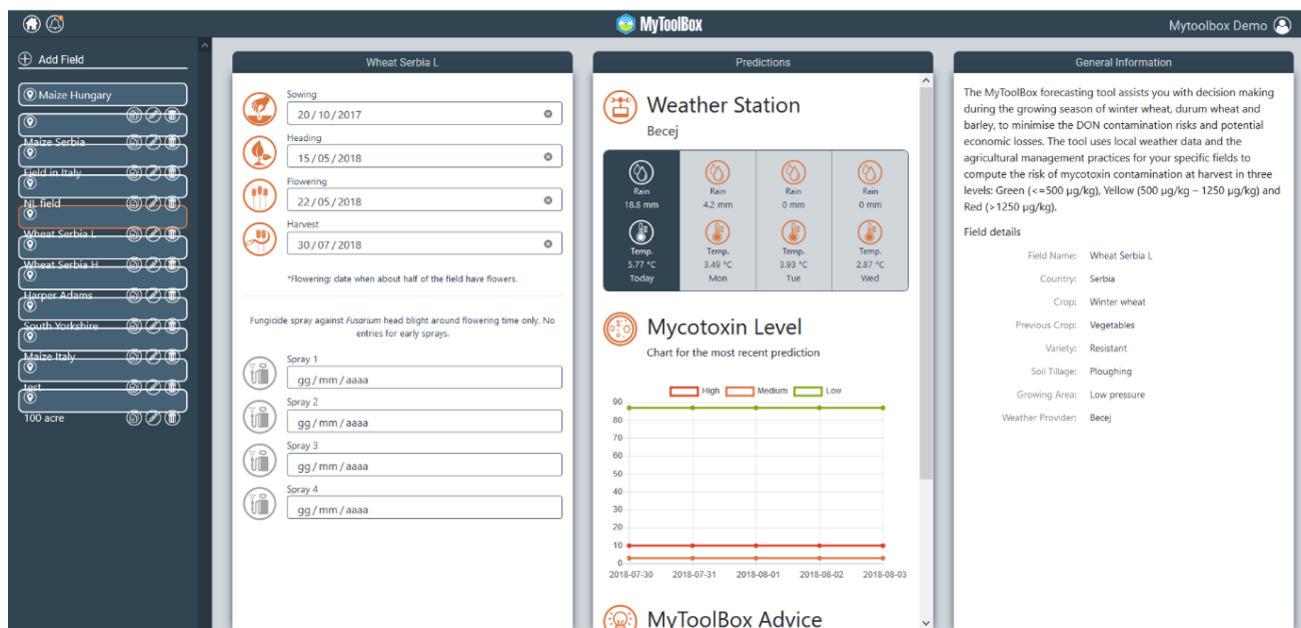 MyToolBox
Mytoolbox Demo
Add Field
Maize Hungary
Maize Serbia
Field in Italy
NL field
Wheat Serbia L
Wheat Serbia H
Harper Adams
South Yorkshire
Maize Italy
test
100 acre
Wheat Serbia L
Sowing
20/10/2017
Heading
15/05/2018
Flowering
22/05/2018
Harvest
30/07/2018
*Flowering: date when about half of the field have flowers.
Fungicide spray against Fusarium head blight around flowering time only. No
entries for early sprays.
Spray 1
gg/mm/aaaa
Spray 2
gg/mm/aaaa
Spray 3
gg/mm/aaaa
Spray 4
gg/mm/aaaa
Predictions
Weather Station
Becej
Rain Rain Rain Rain
18.8 mm 4.2 mm 0 mm 0 mm
Temp. Temp. Temp. Temp.
5.77 °C 3.49 °C 3.93 °C 2.87 °C
Today Mon Tue Wed
Mycotoxin Level
Chart for the most recent prediction
High Medium Low
90
80
70
60
50
40
30
20
10
0
2018-07-30 2018-07-31 2018-08-01 2018-08-02 2018-08-03
MyToolBox Advice
General Information
The MyToolBox forecasting tool assists you with decision making
during the growing season of winter wheat, durum wheat and
barley, to minimise the DON contamination risks and potential
economic losses. The tool uses local weather data and the
agricultural management practices for your specific fields to
compute the risk of mycotoxin contamination at harvest in three
levels: Green (<=500 µg/kg), Yellow (500 µg/kg – 1250 µg/kg) and
Red (>1250 µg/kg).
Field details
Field Name: Wheat Serbia L
Country: Serbia
Crop: Winter wheat
Previous Crop: Vegetables
Variety: Resistant
Soil Tillage: Ploughing
Growing Area: Low pressure
Weather Provider: Becej